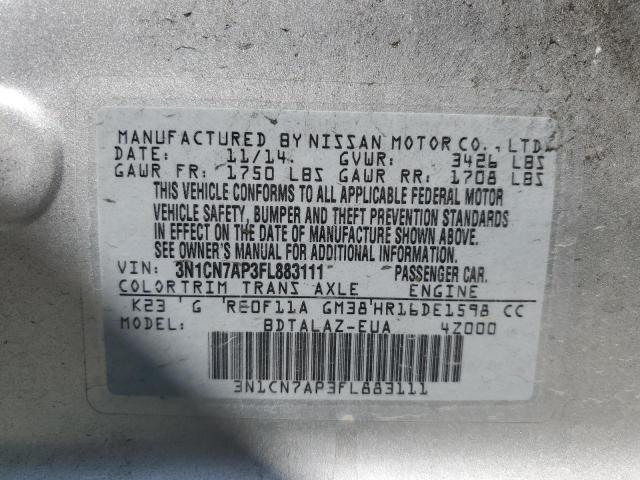 MANUFACTURED BY NISSAN MOTOR CO., LTD.
DATE: 11/14 GVWR: 3426 LBS
GAWR FR: 1750 LBS GAWR RR: 1708 LBS
THIS VEHICLE CONFORMS TO ALL APPLICABLE FEDERAL MOTOR
VEHICLE SAFETY, BUMPER AND THEFT PREVENTION STANDARDS
IN EFFECT ON THE DATE OF MANUFACTURE SHOWN ABOVE.
SEE OWNER'S MANUAL FOR ADDITIONAL INFORMATION
VIN: 3N1CN7AP3FL883111 PASSENGER CAR.
COLOR TRIM TRANS AXLE ENGINE
K23 G RE0F11A GM38 HR16DE1598 CC
MODEL: BDTALAZ-EUA 4Z000
3N1CN7AP3FL883111